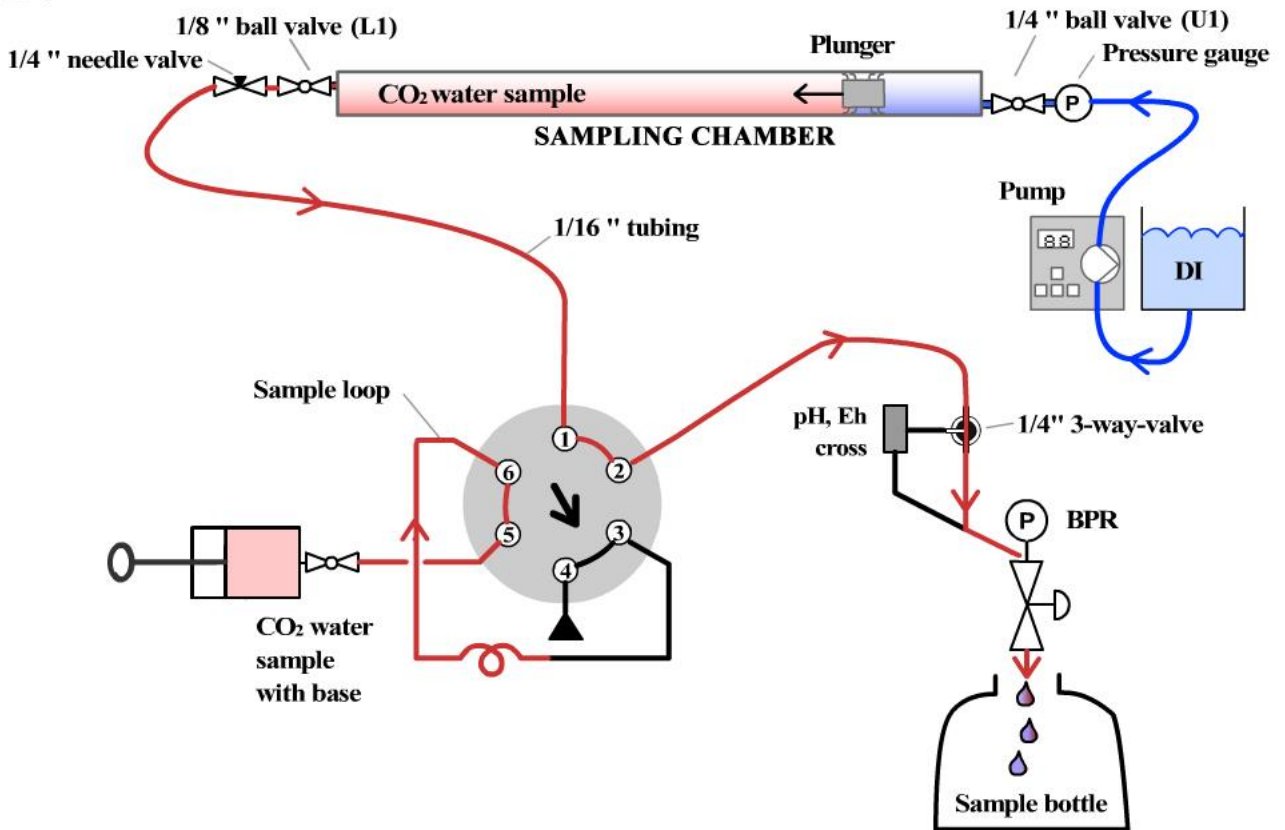 1/8 " ball valve (L1)
1/4 " needle valve
Plunger
1/4 " ball valve (U1)
Pressure gauge
CO₂ water sample
P
SAMPLING CHAMBER
Pump
1/16 " tubing
88
DI
Sample loop
pH, Eh
cross
1/4" 3-way-valve
1
2
6
5
3
4
P
BPR
CO₂ water
sample
with base
Sample bottle